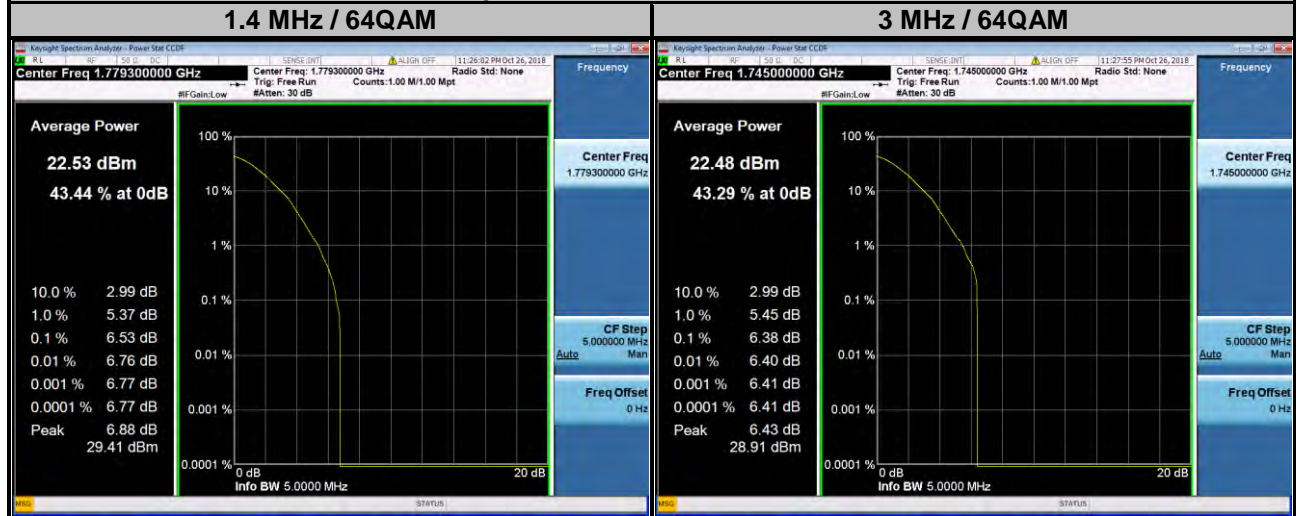 1.4 MHz / 64QAM
Keysight Spectrum Analyzer - Power Stat CCDF
RL RF 50 Ω DC SENSE:INT ALIGN OFF 11:26:02 PM Oct 26, 2018
Center Freq 1.779300000 GHz
Center Freq: 1.779300000 GHz Radio Std: None
Trig: Free Run Counts:1.00 M/1.00 Mpt
#IFGain:Low #Atten: 30 dB
Frequency
Average Power
22.53 dBm
43.44 % at 0dB
10.0 % 2.99 dB
1.0 % 5.37 dB
0.1 % 6.53 dB
0.01 % 6.76 dB
0.001 % 6.77 dB
0.0001 % 6.77 dB
Peak 6.88 dB
29.41 dBm
100 %
10 %
1 %
0.1 %
0.01 %
0.001 %
0.0001 %
0 dB 20 dB
Info BW 5.0000 MHz
Center Freq
1.779300000 GHz
CF Step
5.000000 MHz
Auto Man
Freq Offset
0 Hz
MSG STATUS
3 MHz / 64QAM
Keysight Spectrum Analyzer - Power Stat CCDF
RL RF 50 Ω DC SENSE:INT ALIGN OFF 11:27:55 PM Oct 26, 2018
Center Freq 1.745000000 GHz
Center Freq: 1.745000000 GHz Radio Std: None
Trig: Free Run Counts:1.00 M/1.00 Mpt
#IFGain:Low #Atten: 30 dB
Frequency
Average Power
22.48 dBm
43.29 % at 0dB
10.0 % 2.99 dB
1.0 % 5.45 dB
0.1 % 6.38 dB
0.01 % 6.40 dB
0.001 % 6.41 dB
0.0001 % 6.41 dB
Peak 6.43 dB
28.91 dBm
100 %
10 %
1 %
0.1 %
0.01 %
0.001 %
0.0001 %
0 dB 20 dB
Info BW 5.0000 MHz
Center Freq
1.745000000 GHz
CF Step
5.000000 MHz
Auto Man
Freq Offset
0 Hz
MSG STATUS